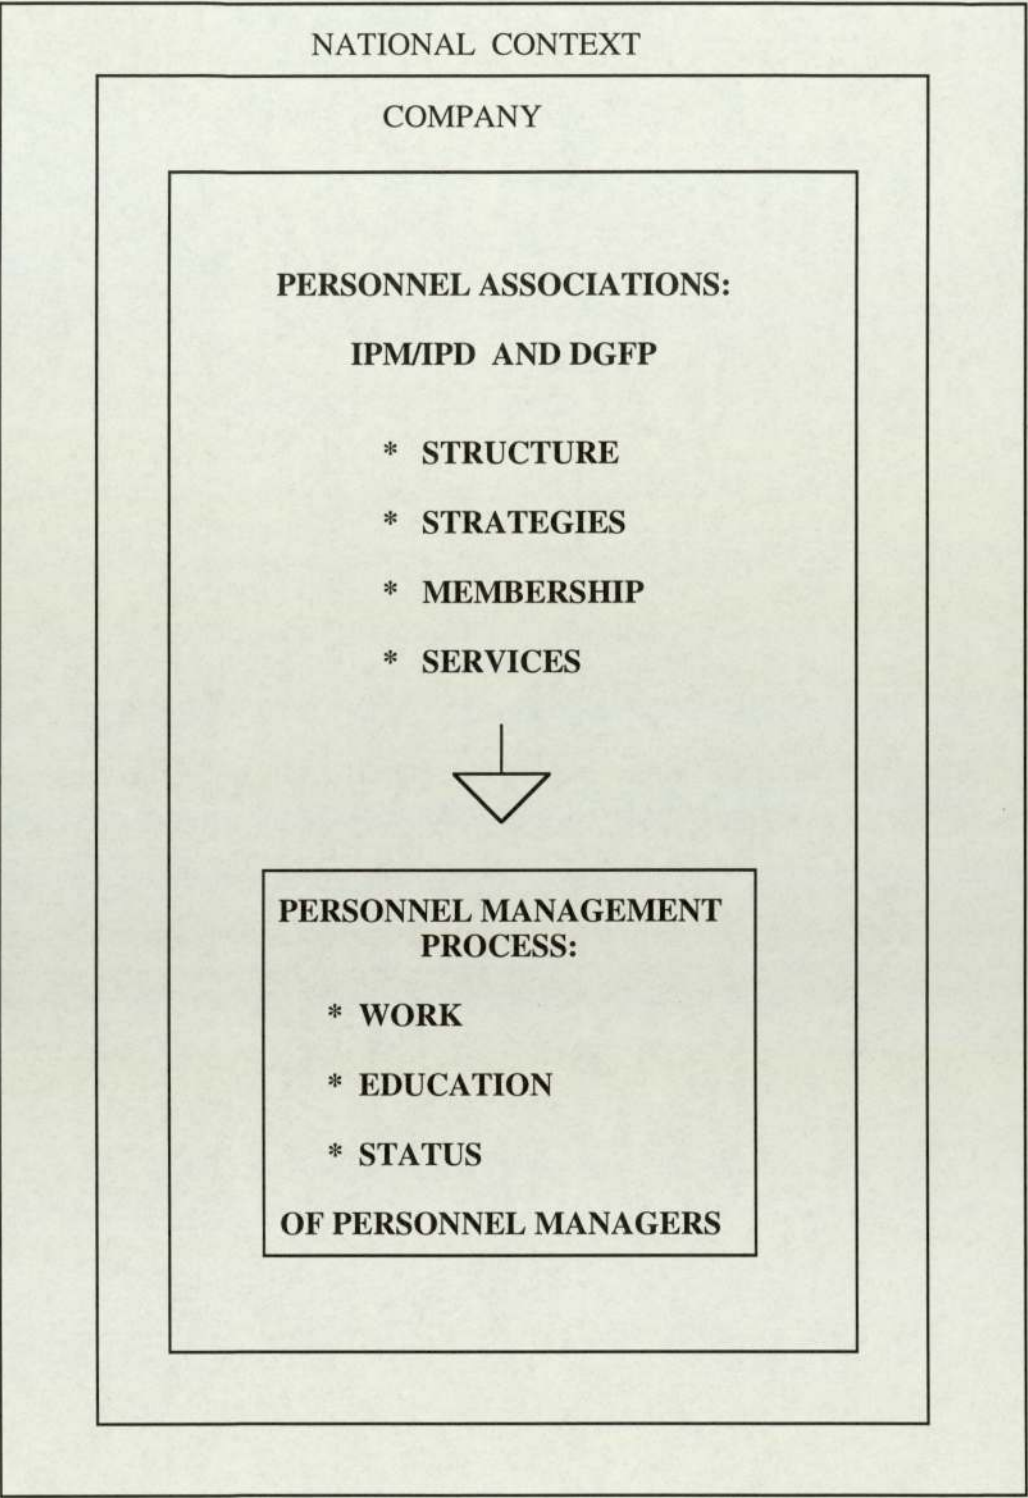 NATIONAL CONTEXT
COMPANY
PERSONNEL ASSOCIATIONS:
IPM/IPD AND DGFP
* STRUCTURE
* STRATEGIES
* MEMBERSHIP
* SERVICES
PERSONNEL MANAGEMENT
PROCESS:
* WORK
* EDUCATION
* STATUS
OF PERSONNEL MANAGERS